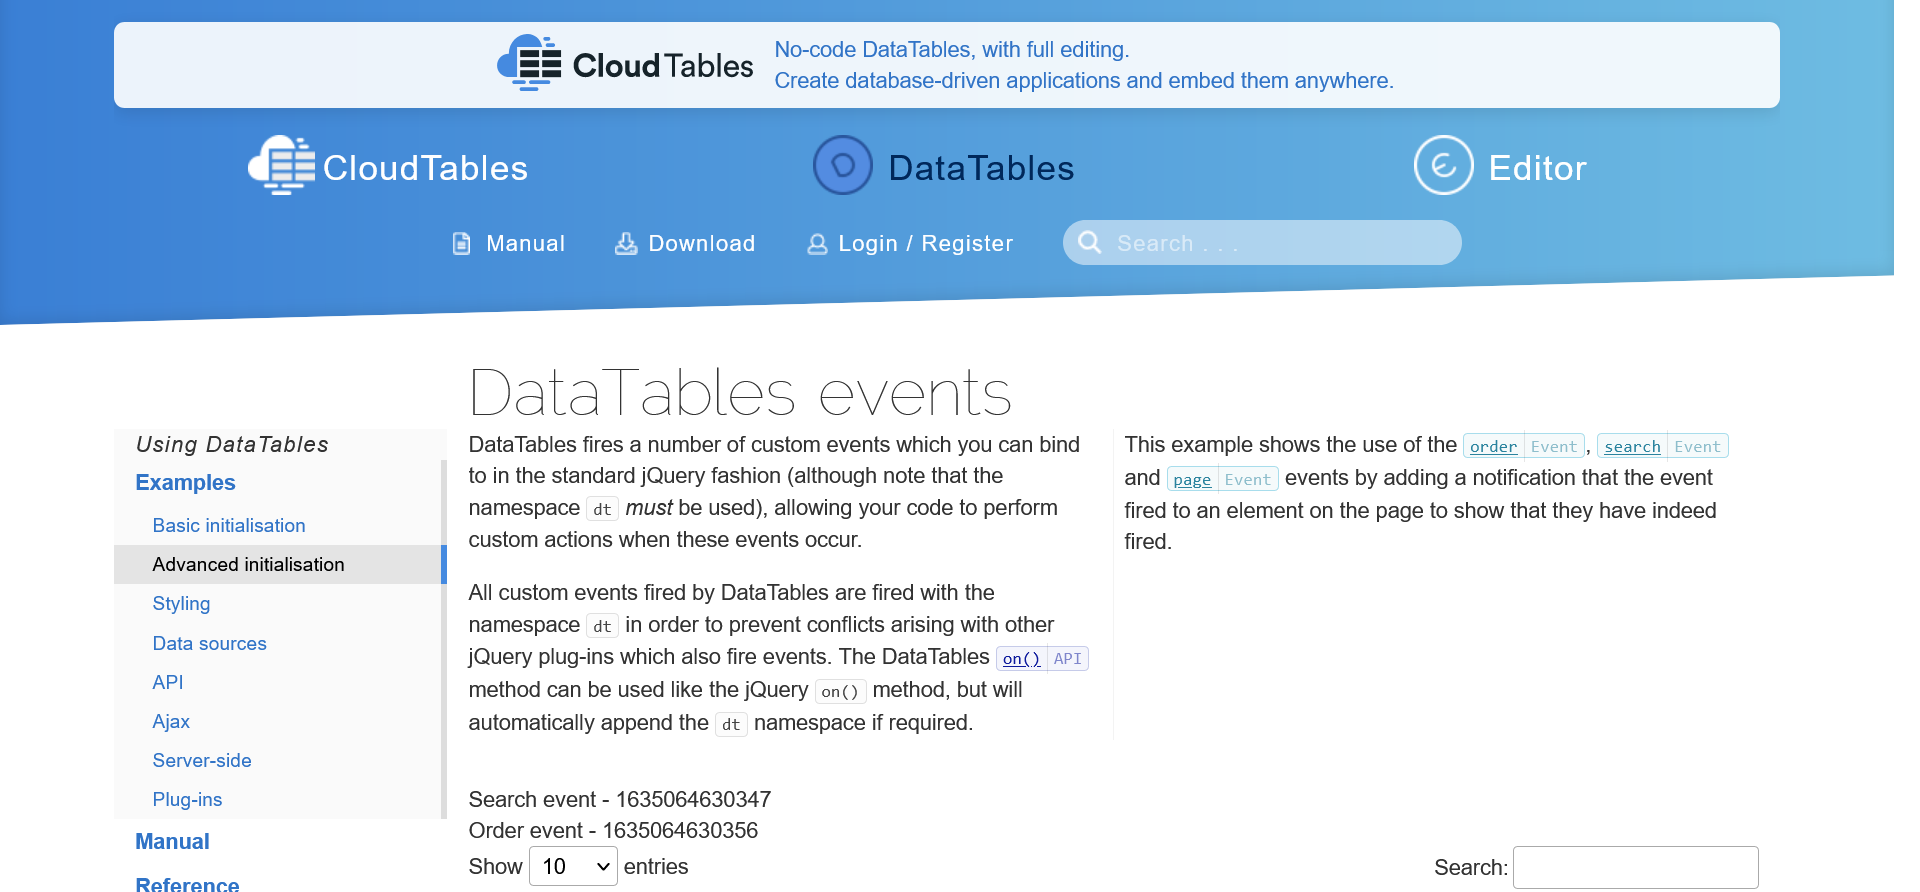 CloudTables
No-code DataTables, with full editing.
Create database-driven applications and embed them anywhere.
CloudTables
DataTables
Editor
Manual
Download
Login / Register
Search . . .
DataTables events
Using DataTables
Examples
Basic initialisation
Advanced initialisation
Styling
Data sources
API
Ajax
Server-side
Plug-ins
Manual
Reference
DataTables fires a number of custom events which you can bind
to in the standard jQuery fashion (although note that the
namespace dt must be used), allowing your code to perform
custom actions when these events occur.
All custom events fired by DataTables are fired with the
namespace dt in order to prevent conflicts arising with other
jQuery plug-ins which also fire events. The DataTables on() API
method can be used like the jQuery on() method, but will
automatically append the dt namespace if required.
This example shows the use of the order Event, search Event
and page Event events by adding a notification that the event
fired to an element on the page to show that they have indeed
fired.
Search event - 1635064630347
Order event - 1635064630356
Show 10 entries
Search: